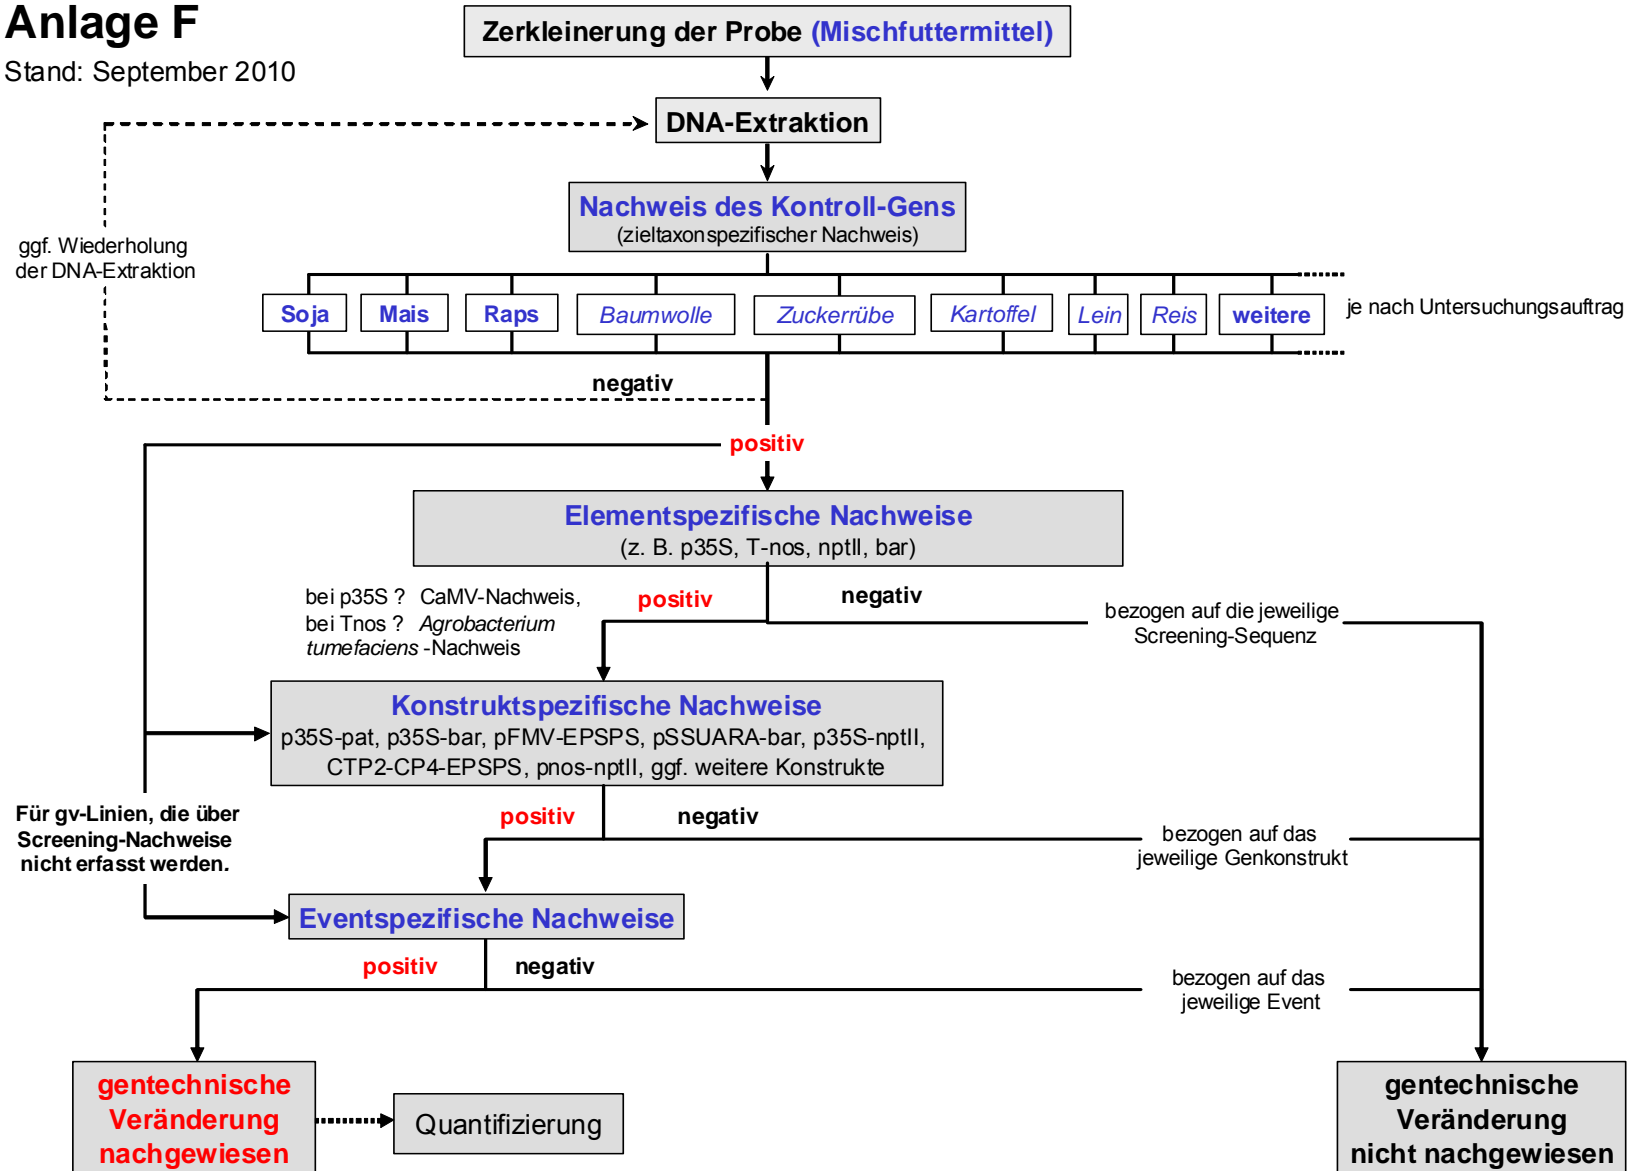 Anlage F
Stand: September 2010
Zerkleinerung der Probe (Mischfuttermittel)
DNA-Extraktion
Nachweis des Kontroll-Gens
(zieltaxonspezifischer Nachweis)
ggf. Wiederholung
der DNA-Extraktion
Soja
Mais
Raps
Baumwolle
Zuckerrübe
Kartoffel
Lein
Reis
weitere
je nach Untersuchungsauftrag
negativ
positiv
Elementspezifische Nachweise
(z. B. p35S, T-nos, nptII, bar)
bei p35S ? CaMV-Nachweis,
bei Tnos ? Agrobacterium
tumefaciens -Nachweis
positiv
negativ
bezogen auf die jeweilige
Screening-Sequenz
Konstruktspezifische Nachweise
p35S-pat, p35S-bar, pFMV-EPSPS, pSSUARA-bar, p35S-nptII,
CTP2-CP4-EPSPS, pnos-nptII, ggf. weitere Konstrukte
Für gv-Linien, die über
Screening-Nachweise
nicht erfasst werden.
positiv
negativ
bezogen auf das
jeweilige Genkonstrukt
Eventspezifische Nachweise
positiv
negativ
bezogen auf das
jeweilige Event
gentechnische
Veränderung
nachgewiesen
Quantifizierung
gentechnische
Veränderung
nicht nachgewiesen